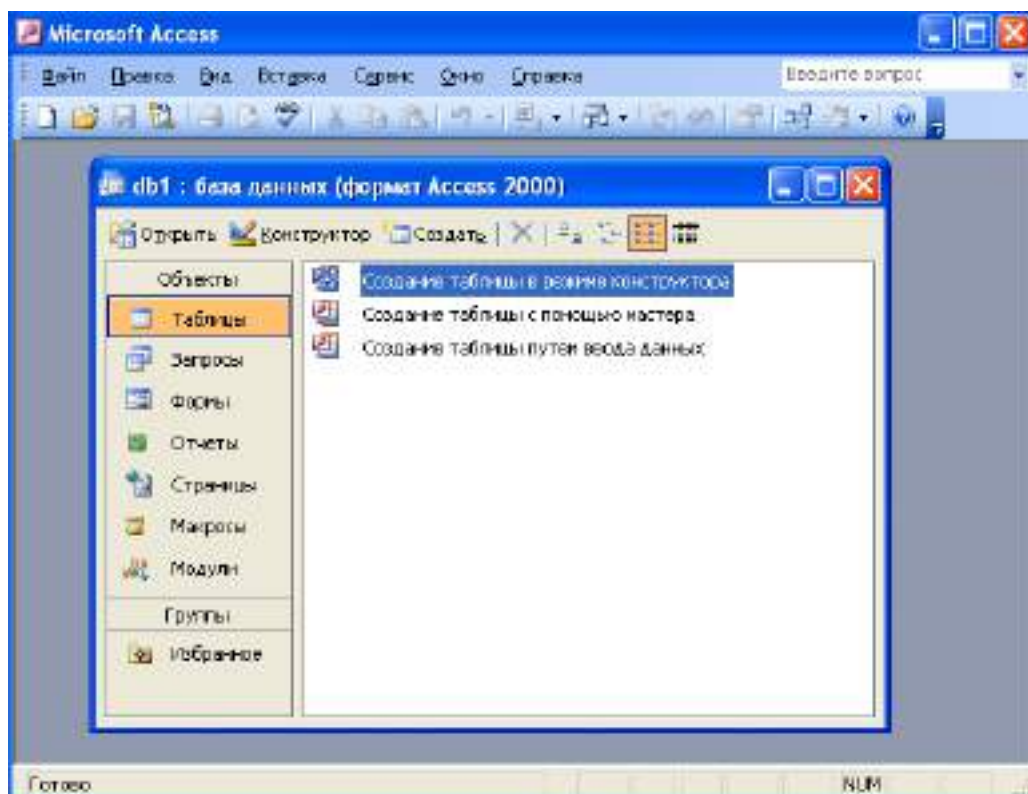 Microsoft Access
Файл Правка Вид Вставка Сервис Окно Справка Введите вопрос
db1 : база данных (формат Access 2000)
Открыть Конструктор Создать
Объекты
Таблицы
Запросы
Формы
Отчеты
Страницы
Макросы
Модули
Группы
Избранное
Создание таблицы в режиме конструктора
Создание таблицы с помощью мастера
Создание таблицы путем ввода данных
Готово NUM